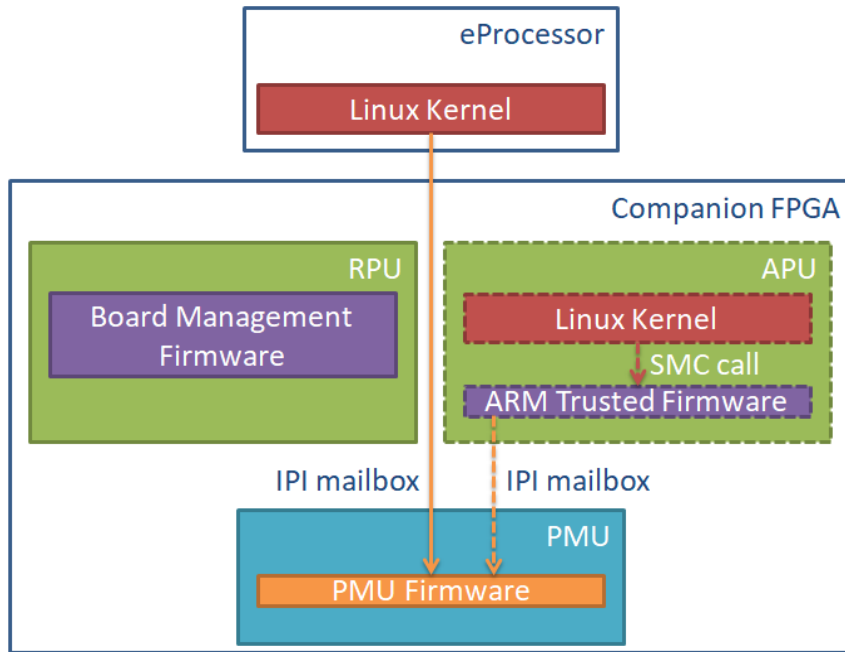 eProcessor
Linux Kernel
Companion FPGA
RPU
Board Management
Firmware
APU
Linux Kernel
SMC call
ARM Trusted Firmware
IPI mailbox
IPI mailbox
PMU
PMU Firmware